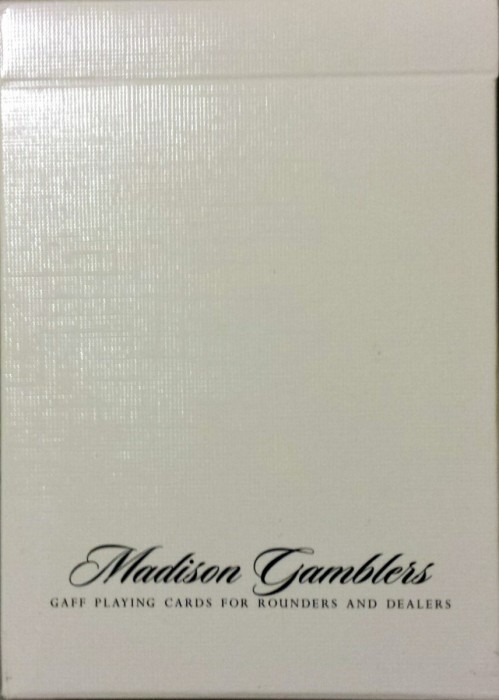 Madison Gamblers
GAFF PLAYING CARDS FOR ROUNDERS AND DEALERS